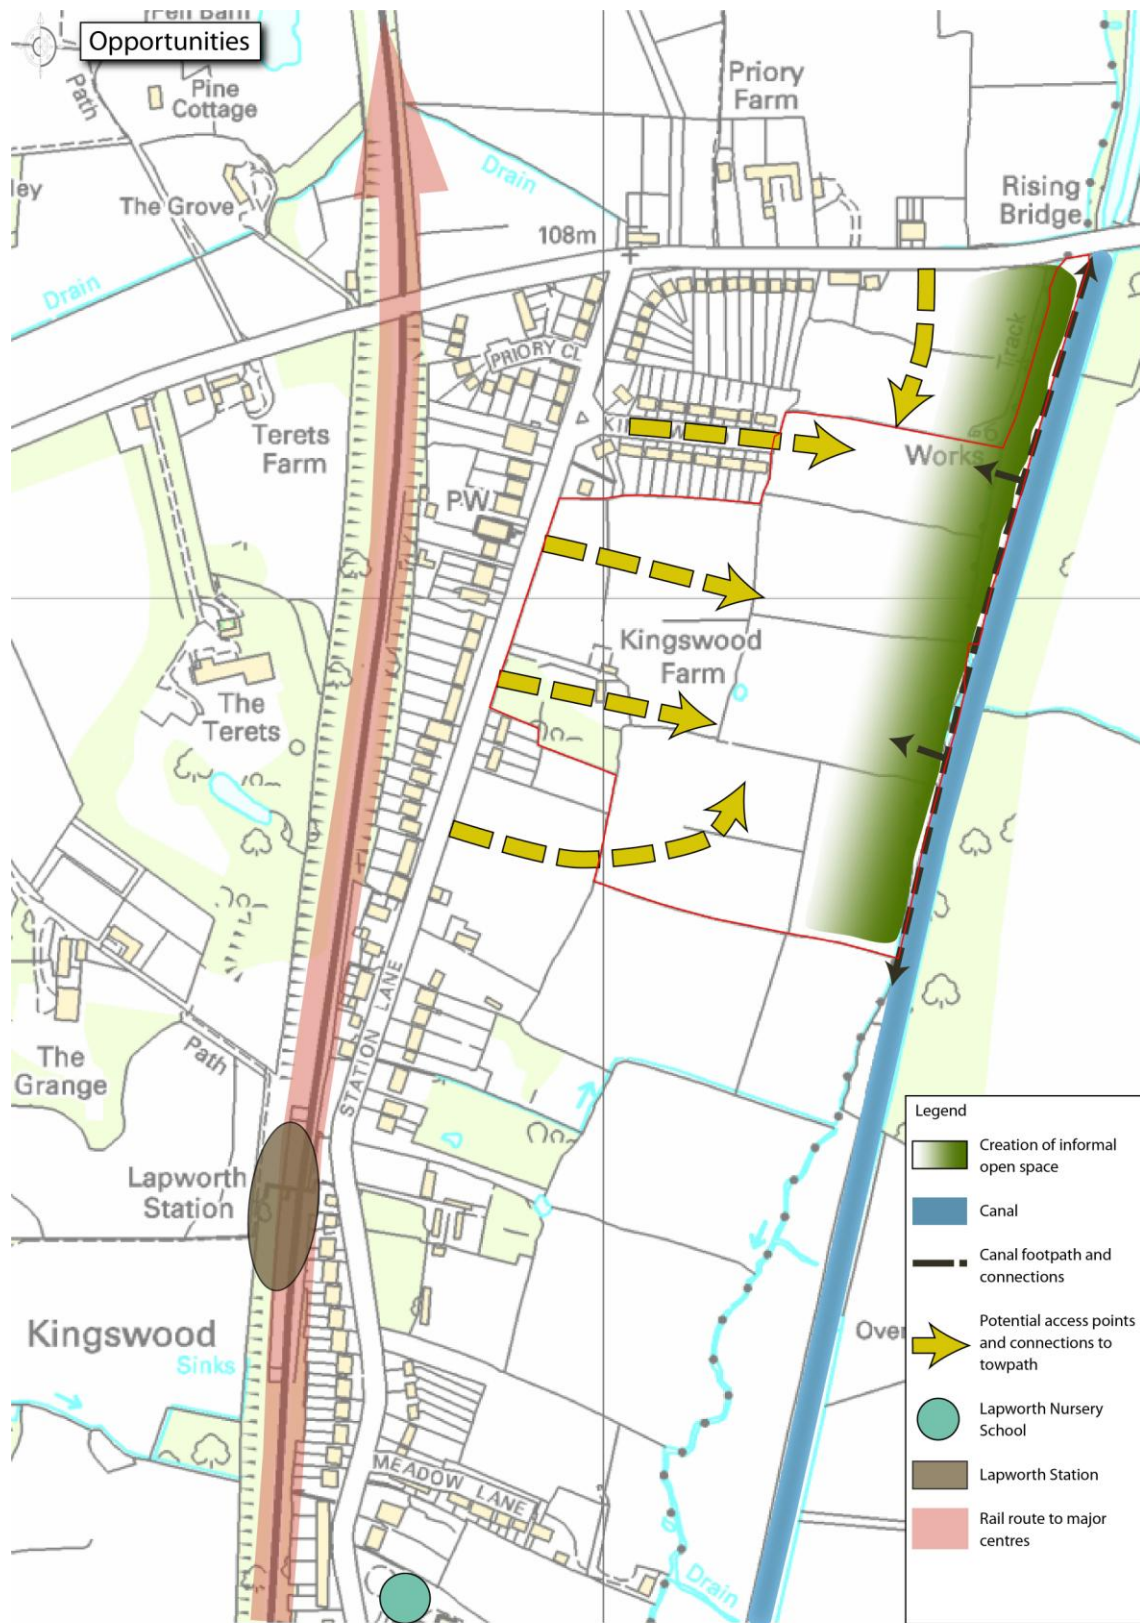 Opportunities
Path
Pine
Cottage
The Grove
Drain
Drain
108m
Priory
Farm
Rising
Bridge
PRIORY CL
Track
Terets
Farm
Works
PW
Kingswood
Farm
The
Terets
STATION LANE
The
Grange
Path
Lapworth
Station
Kingswood
Sinks
MEADOW LANE
Drain
Legend
Creation of informal
open space
Canal
Canal footpath and
connections
Potential access points
and connections to
towpath
Lapworth Nursery
School
Lapworth Station
Rail route to major
centres